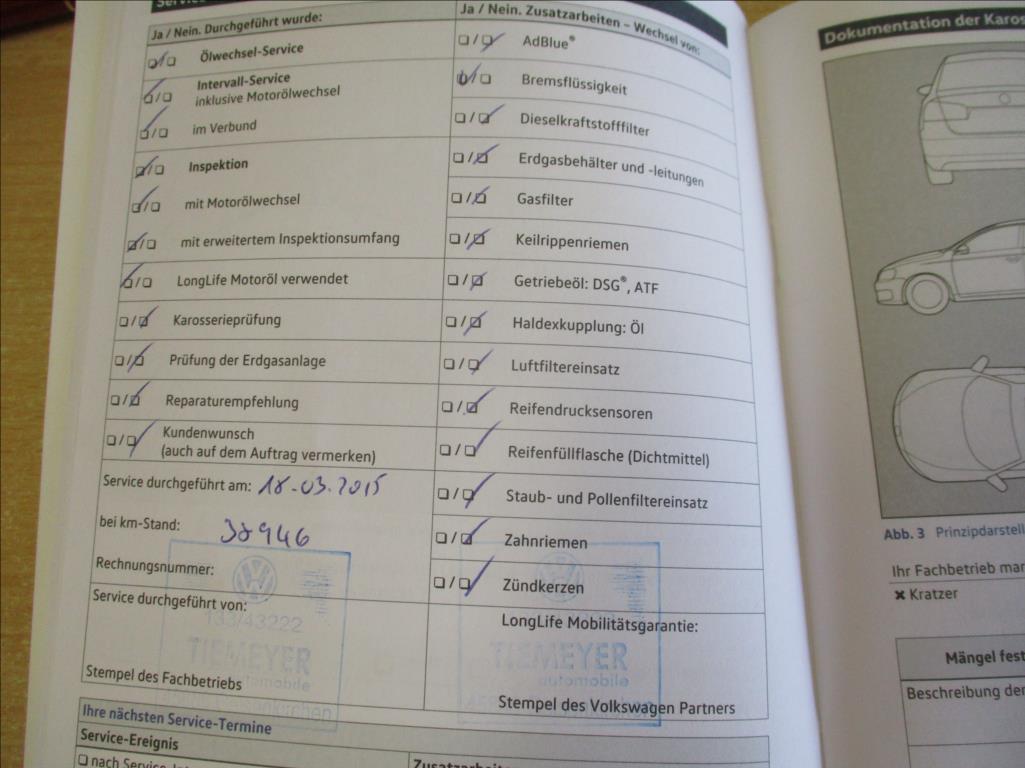 Ja / Nein. Durchgeführt wurde:
Ölwechsel-Service
Intervall-Service
inklusive Motorölwechsel
im Verbund
Inspektion
mit Motorölwechsel
mit erweitertem Inspektionsumfang
LongLife Motoröl verwendet
Karosserieprüfung
Prüfung der Erdgasanlage
Reparaturempfehlung
Kundenwunsch
(auch auf dem Auftrag vermerken)
Service durchgeführt am: 18.03.2015
bei km-Stand: 38946
Rechnungsnummer:
Service durchgeführt von:
133/43222
TIEMEYER
automobile
Stempel des Fachbetriebs
Ja / Nein. Zusatzarbeiten – Wechsel von:
AdBlue®
Bremsflüssigkeit
Dieselkraftstofffilter
Erdgasbehälter und -leitungen
Gasfilter
Keilrippenriemen
Getriebeöl: DSG®, ATF
Haldexkupplung: Öl
Luftfiltereinsatz
Reifendrucksensoren
Reifenfüllflasche (Dichtmittel)
Staub- und Pollenfiltereinsatz
Zahnriemen
Zündkerzen
LongLife Mobilitätsgarantie:
TIEMEYER
automobile
Stempel des Volkswagen Partners
Ihre nächsten Service-Termine
Service-Ereignis
nach Service-
Dokumentation der Karos
Abb. 3 Prinzipdarstell
Ihr Fachbetrieb mar
✖ Kratzer
Mängel fest
Beschreibung der